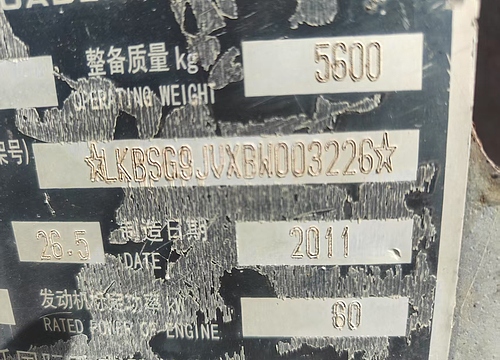 整备质量 kg 5600
OPERATING WEIGHT
号) ☆LKBSG9JVXBW003226☆
26.5 制造日期 2011
DATE
发动机标定功率 kW 60
RATED POWER OF ENGINE